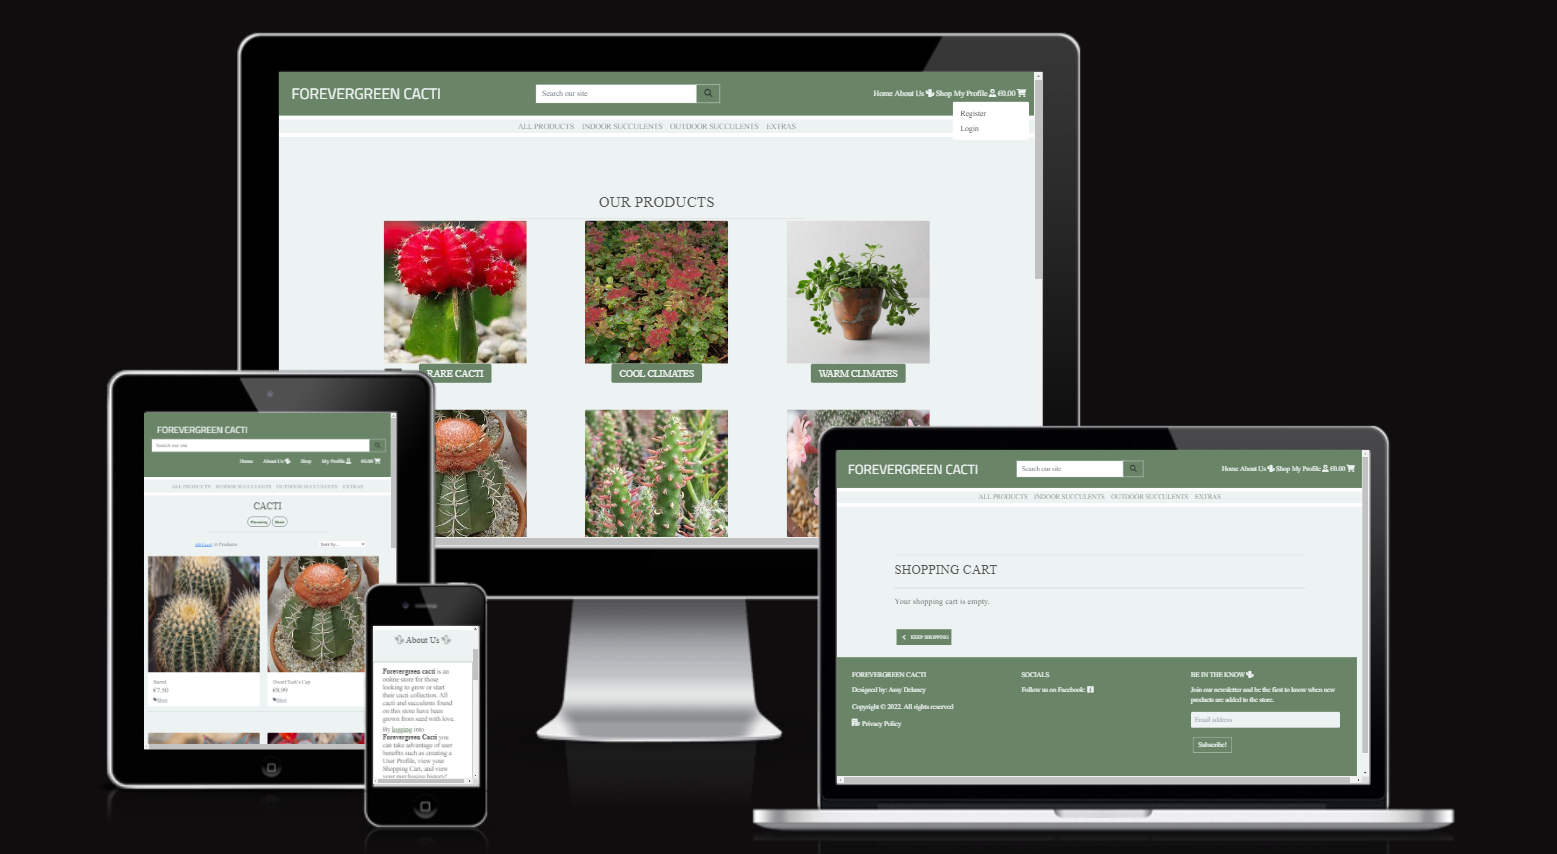 FOREVERGREEN CACTI
Search our site
Home About Us Shop My Profile €0.00
Register
Login
ALL PRODUCTS INDOOR SUCCULENTS OUTDOOR SUCCULENTS EXTRAS
OUR PRODUCTS
RARE CACTI
COOL CLIMATES
WARM CLIMATES
FOREVERGREEN CACTI
Search our site
Home About Us Shop My Profile €0.00
ALL PRODUCTS INDOOR SUCCULENTS OUTDOOR SUCCULENTS EXTRAS
CACTI
6 Products
Sort by...
Barrel
€7.50
Dwarf Turk's Cap
€8.99
About Us
Forevergreen cacti is an
online store for those
looking to grow or start
their cacti collection. All
cacti and succulents found
on this store have been
grown from seed with love.
By logging into
Forevergreen Cacti you
can take advantage of user
benefits such as creating a
User Profile, view your
Shopping Cart, and view
your purchasing history!
FOREVERGREEN CACTI
Search our site
Home About Us Shop My Profile €0.00
ALL PRODUCTS INDOOR SUCCULENTS OUTDOOR SUCCULENTS EXTRAS
SHOPPING CART
Your shopping cart is empty.
KEEP SHOPPING
FOREVERGREEN CACTI
Designed by: Amy Delaney
Copyright © 2022. All rights reserved
Privacy Policy
SOCIALS
Follow us on Facebook:
BE IN THE KNOW
Join our newsletter and be the first to know when new
products are added to the store.
Email address
Subscribe!